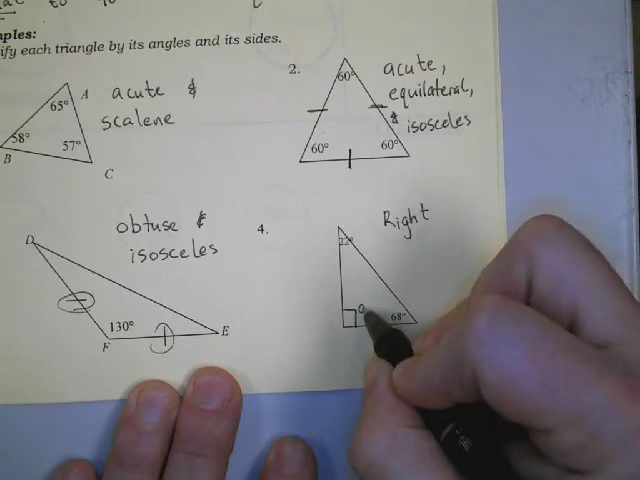 ify each triangle by its angles and its sides.
65°
A
acute &
scalene
58°
57°
B
C
2.
60°
60°
60°
acute,
equilateral,
& isosceles
D
obtuse &
isosceles
130°
F
E
4.
22°
68°
Right